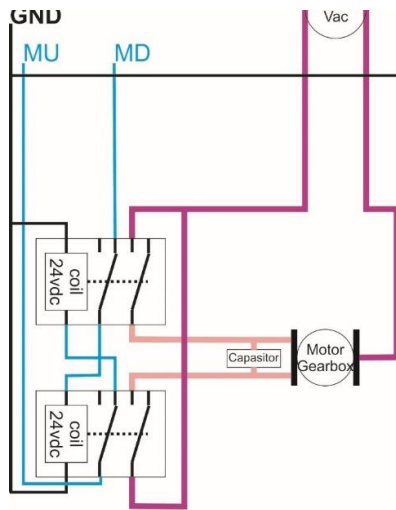 GND
Vac
MU
MD
coil
24vdc
Capasitor
Motor
Gearbox
coil
24vdc